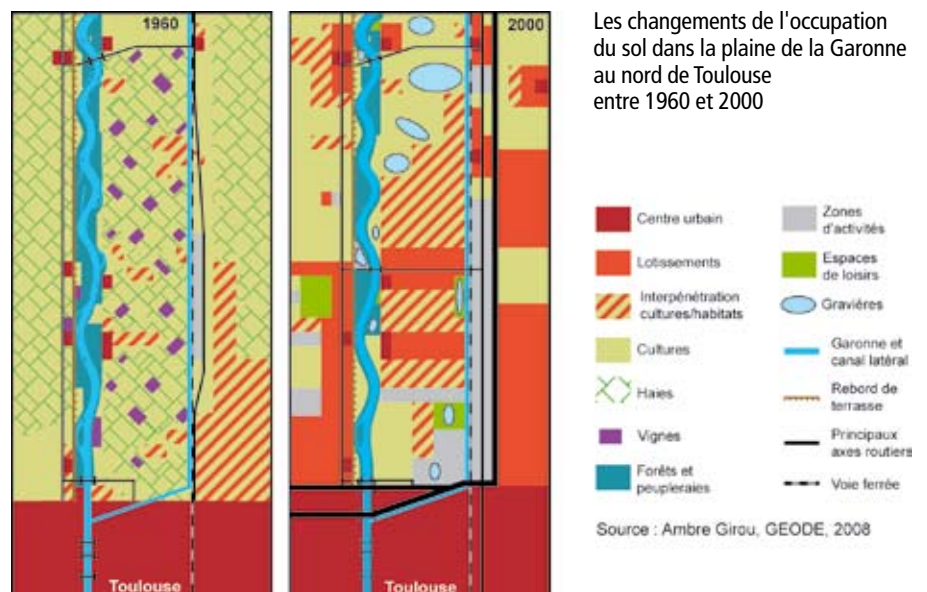 1960
2000
Toulouse
Toulouse
Les changements de l'occupation
du sol dans la plaine de la Garonne
au nord de Toulouse
entre 1960 et 2000
Centre urbain
Lotissements
Interpénétration
cultures/habitats
Cultures
Haies
Vignes
Forêts et
peupleraies
Zones
d'activités
Espaces
de loisirs
Gravières
Garonne et
canal latéral
Rebord de
terrasse
Principaux
axes routiers
Voie ferrée
Source : Ambre Girou, GEODE, 2008